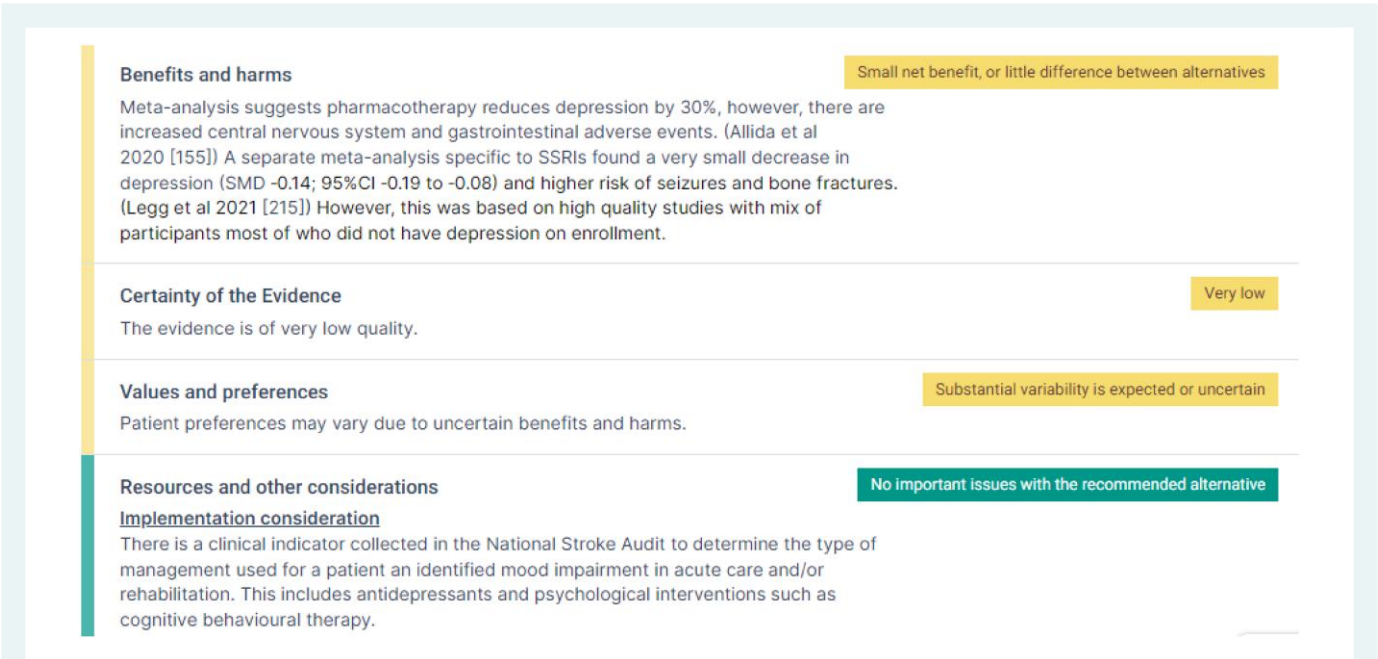 Benefits and harms
Small net benefit, or little difference between alternatives
Meta-analysis suggests pharmacotherapy reduces depression by 30%, however, there are
increased central nervous system and gastrointestinal adverse events. (Allida et al
2020 [155]) A separate meta-analysis specific to SSRIs found a very small decrease in
depression (SMD -0.14; 95%CI -0.19 to -0.08) and higher risk of seizures and bone fractures.
(Legg et al 2021 [215]) However, this was based on high quality studies with mix of
participants most of who did not have depression on enrollment.
Certainty of the Evidence
Very low
The evidence is of very low quality.
Values and preferences
Substantial variability is expected or uncertain
Patient preferences may vary due to uncertain benefits and harms.
Resources and other considerations
No important issues with the recommended alternative
Implementation consideration
There is a clinical indicator collected in the National Stroke Audit to determine the type of
management used for a patient an identified mood impairment in acute care and/or
rehabilitation. This includes antidepressants and psychological interventions such as
cognitive behavioural therapy.